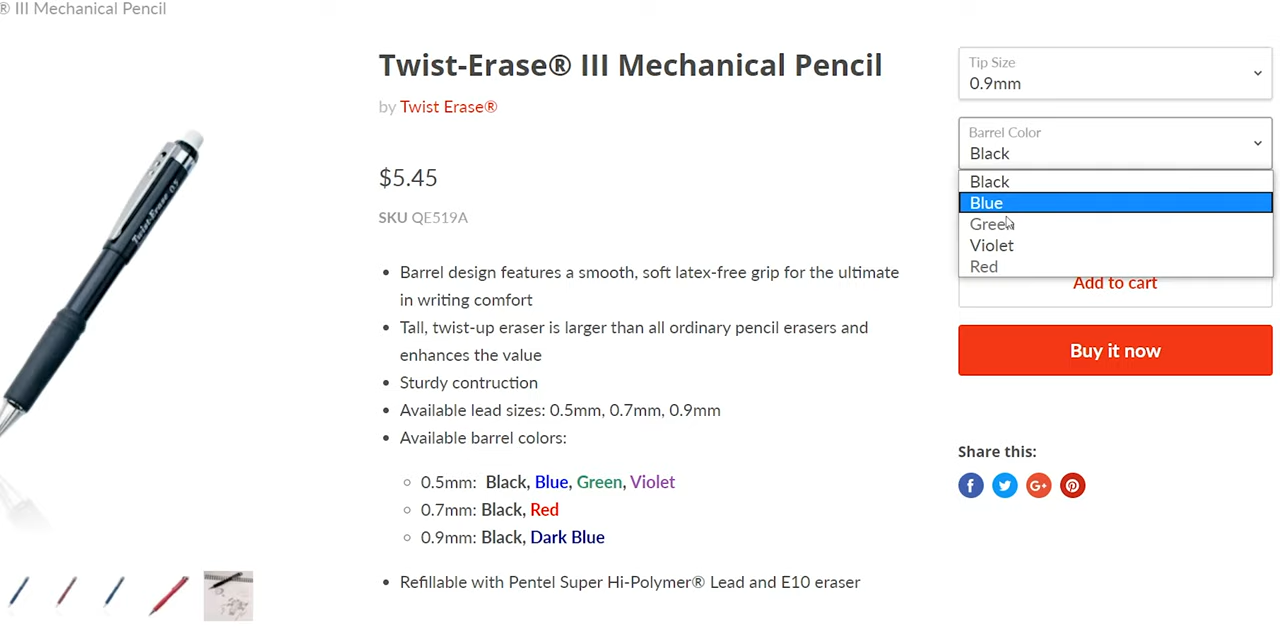 ® III Mechanical Pencil
Twist-Erase® III Mechanical Pencil
by Twist Erase®
$5.45
SKU QE519A
• Barrel design features a smooth, soft latex-free grip for the ultimate
in writing comfort
• Tall, twist-up eraser is larger than all ordinary pencil erasers and
enhances the value
• Sturdy contruction
• Available lead sizes: 0.5mm, 0.7mm, 0.9mm
• Available barrel colors:
○ 0.5mm: Black, Blue, Green, Violet
○ 0.7mm: Black, Red
○ 0.9mm: Black, Dark Blue
• Refillable with Pentel Super Hi-Polymer® Lead and E10 eraser
Tip Size
0.9mm
Barrel Color
Black
Black
Blue
Green
Violet
Red
Add to cart
Buy it now
Share this:
Twist-Erase 0.5